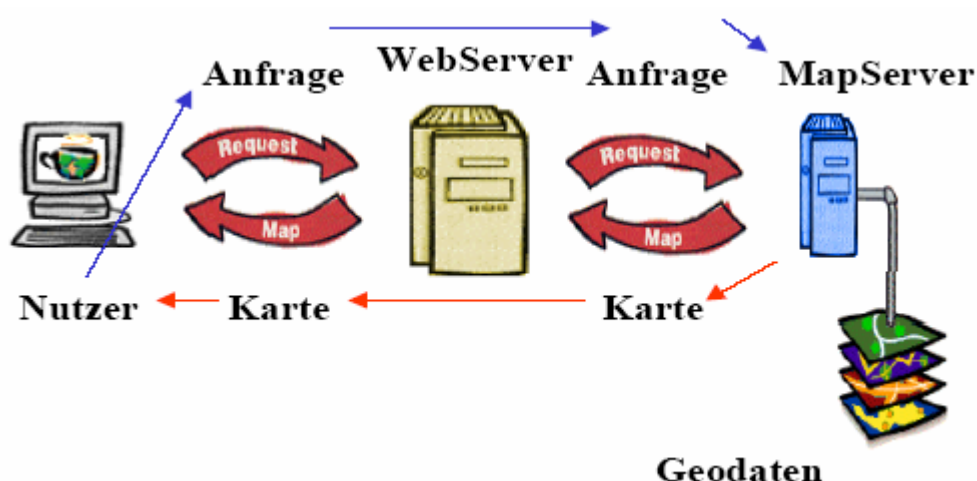 Anfrage
WebServer
Anfrage
MapServer
Request
Request
Map
Map
Nutzer
Karte
Karte
Geodaten